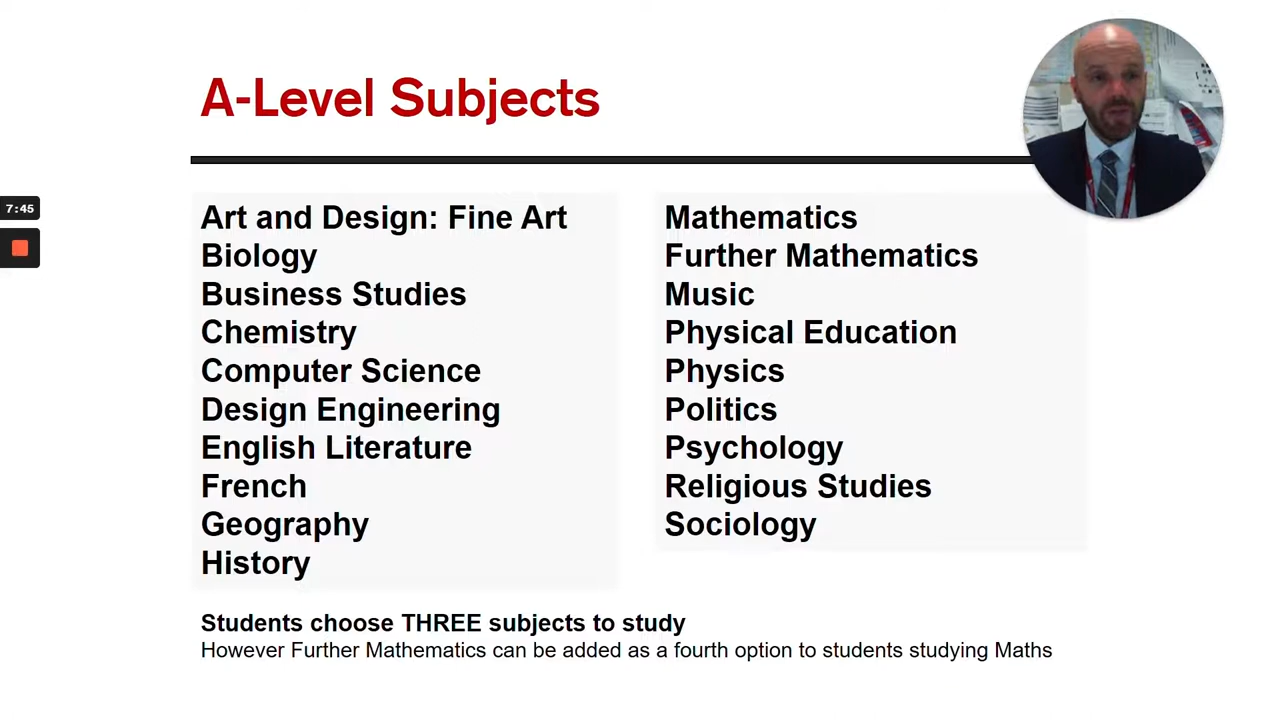 A-Level Subjects
7:45
Art and Design: Fine Art
Biology
Business Studies
Chemistry
Computer Science
Design Engineering
English Literature
French
Geography
History
Mathematics
Further Mathematics
Music
Physical Education
Physics
Politics
Psychology
Religious Studies
Sociology
Students choose THREE subjects to study
However Further Mathematics can be added as a fourth option to students studying Maths